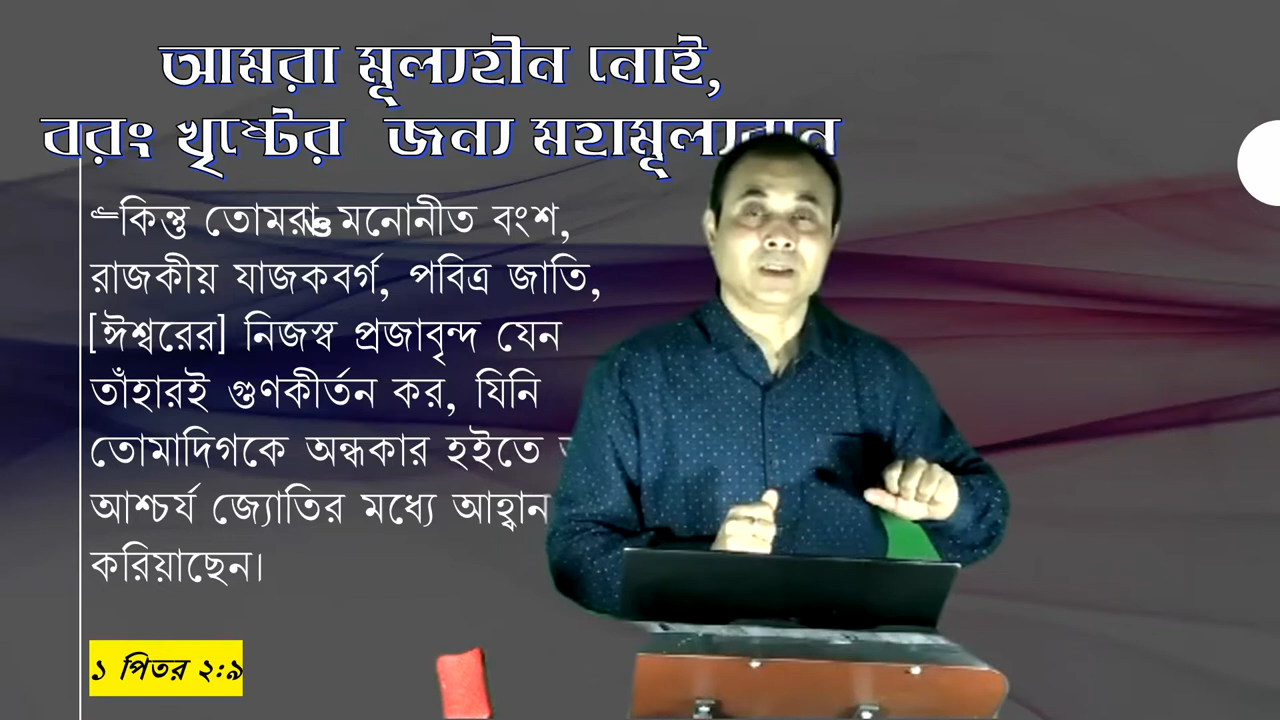 আমরা মূল্যহীন নোই,
বরং খৃষ্টের জন্য মহামূল্যবান
কিন্তু তোমরা মনোনীত বংশ,
রাজকীয় যাজকবর্গ, পবিত্র জাতি,
[ঈশ্বরের] নিজস্ব প্রজাবৃন্দ যেন
তাঁহারই গুণকীর্তন কর, যিনি
তোমাদিগকে অন্ধকার হইতে
আশ্চর্য জ্যোতির মধ্যে আহ্বান
করিয়াছেন।
১ পিতর ২:৯